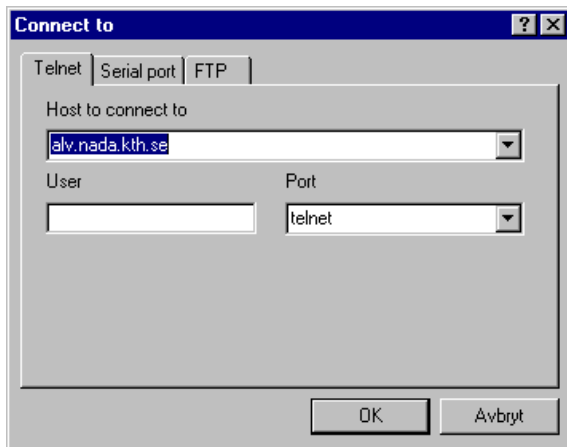 Connect to
Telnet Serial port FTP
Host to connect to
alv.nada.kth.se
User Port
telnet
OK Avbryt